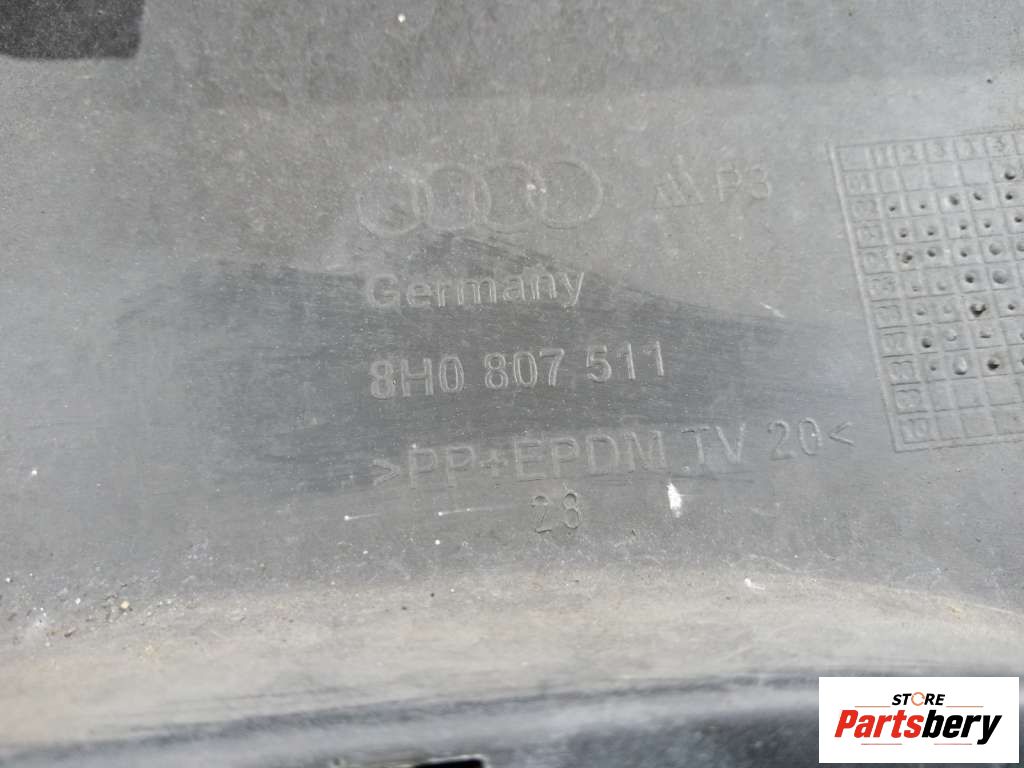 P3
Germany
8H0 807 511
>PP+EPDM TV 20<
28
STORE
Partsbery